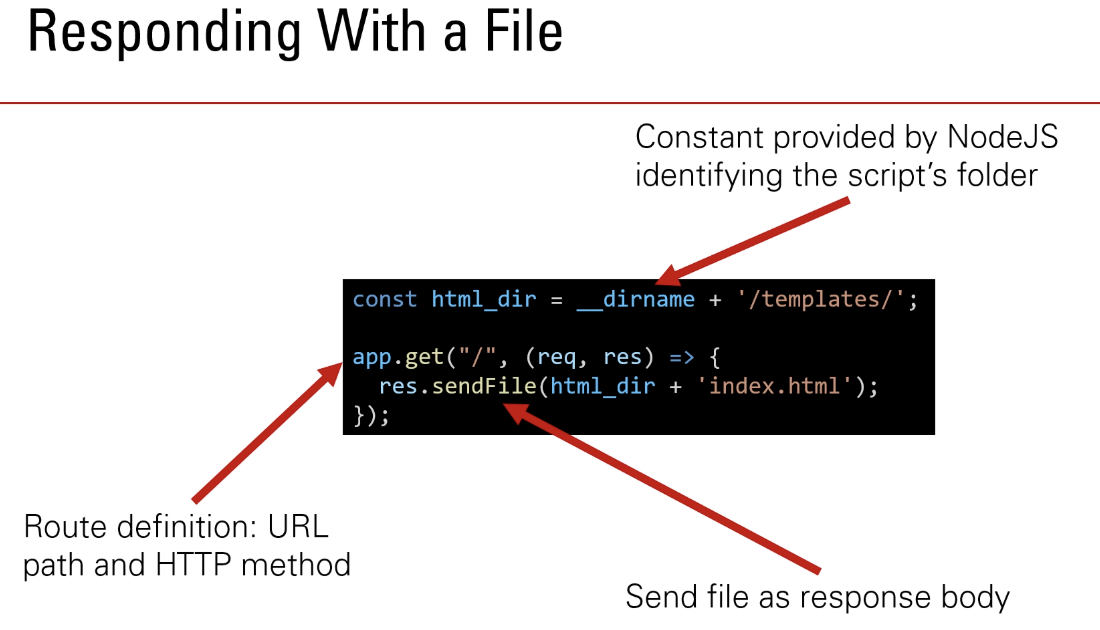 Responding With a File
Constant provided by NodeJS
identifying the script’s folder
const html_dir = __dirname + '/templates/';
app.get("/", (req, res) => {
  res.sendFile(html_dir + 'index.html');
});
Route definition: URL
path and HTTP method
Send file as response body